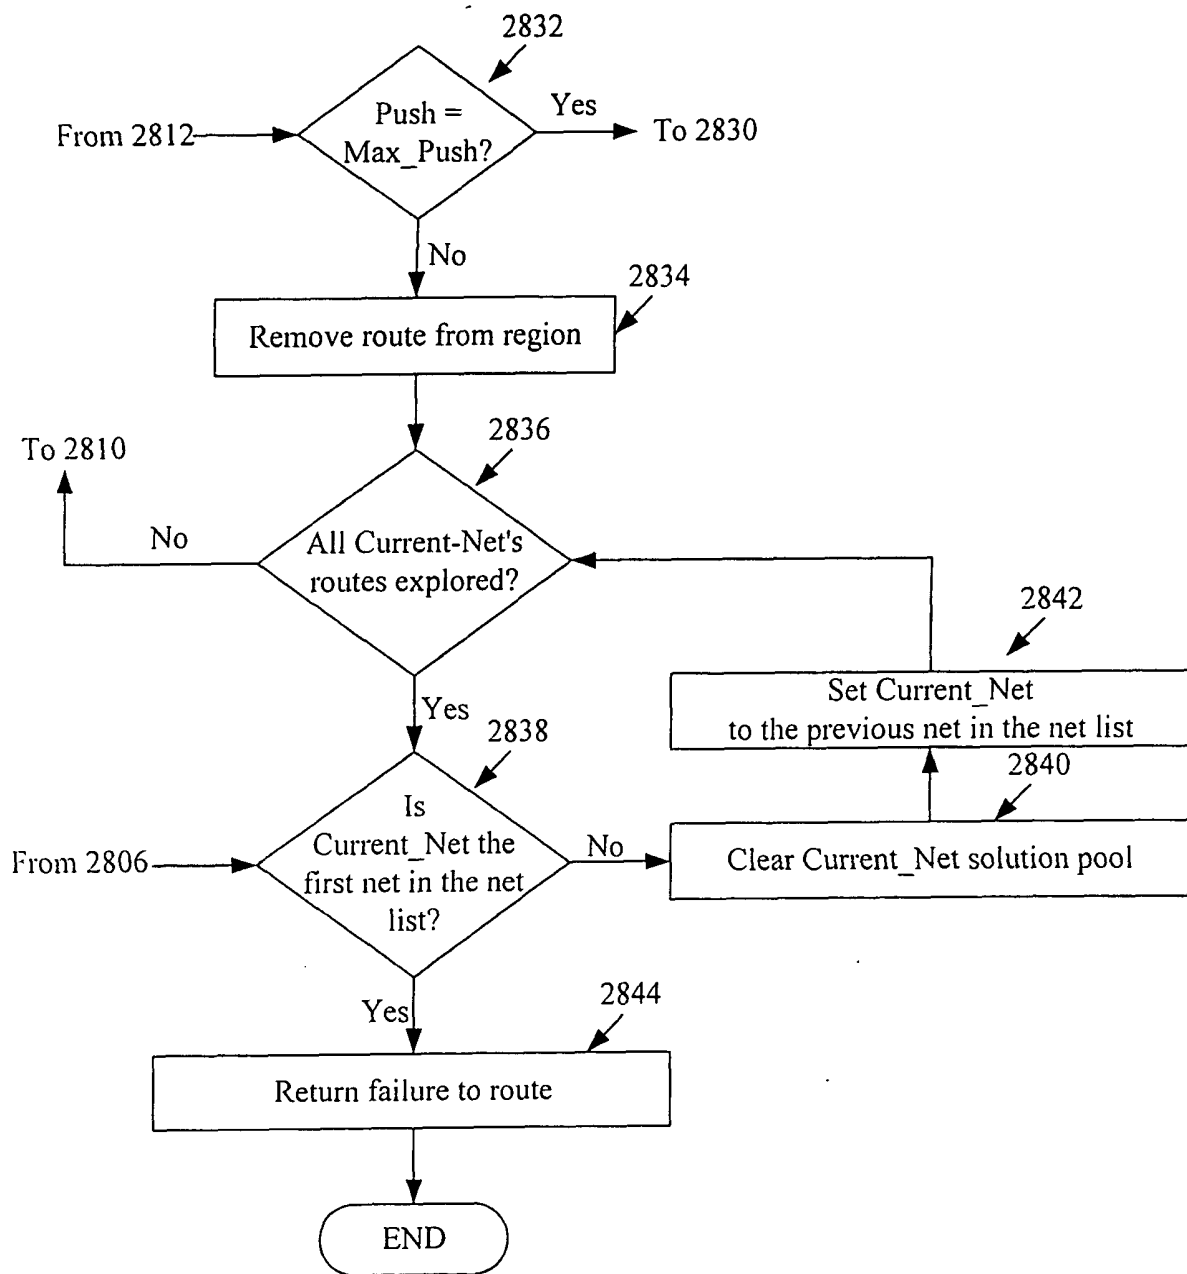 2832
Push =
Max_Push?
Yes
From 2812
To 2830
No
2834
Remove route from region
2836
To 2810
No
All Current-Net's
routes explored?
2842
Set Current_Net
to the previous net in the net list
Yes
2838
2840
Is
Current_Net the
first net in the net
list?
From 2806
No
Clear Current_Net solution pool
Yes
2844
Return failure to route
END